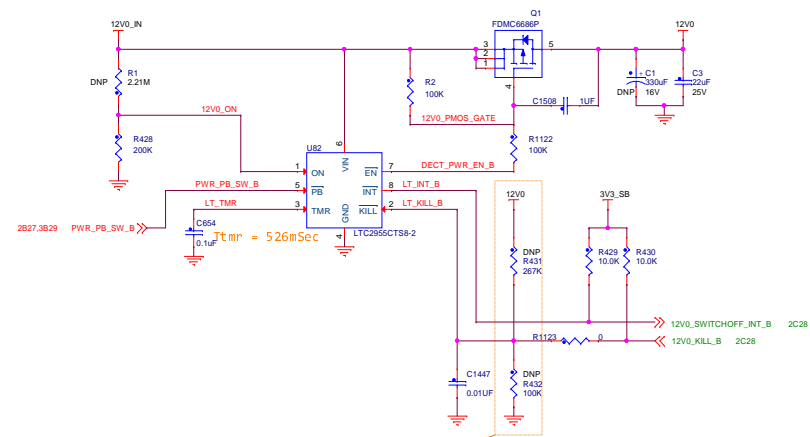 12V0_IN
Q1
FDMC6686P
12V0
3
2
1
5
4
R1
2.21M
DNP
R2
100K
C1
330uF
16V
DNP
C3
22uF
25V
C1508
1UF
12V0_ON
12V0_PMOS_GATE
R428
200K
R1122
100K
U82
6
VIN
1
ON
EN
7
DECT_PWR_EN_B
PWR_PB_SW_B
5
PB
INT
8
LT_INT_B
LT_TMR
3
TMR
KILL
2
LT_KILL_B
GND
4
LTC2955CTS8-2
12V0
3V3_SB
2B27,3B29 PWR_PB_SW_B
C654
0.1uF
Ttmr = 526mSec
DNP
R431
267K
R429
10.0K
R430
10.0K
12V0_SWITCHOFF_INT_B 2C28
R1123
0
12V0_KILL_B 2C28
C1447
0.01UF
DNP
R432
100K